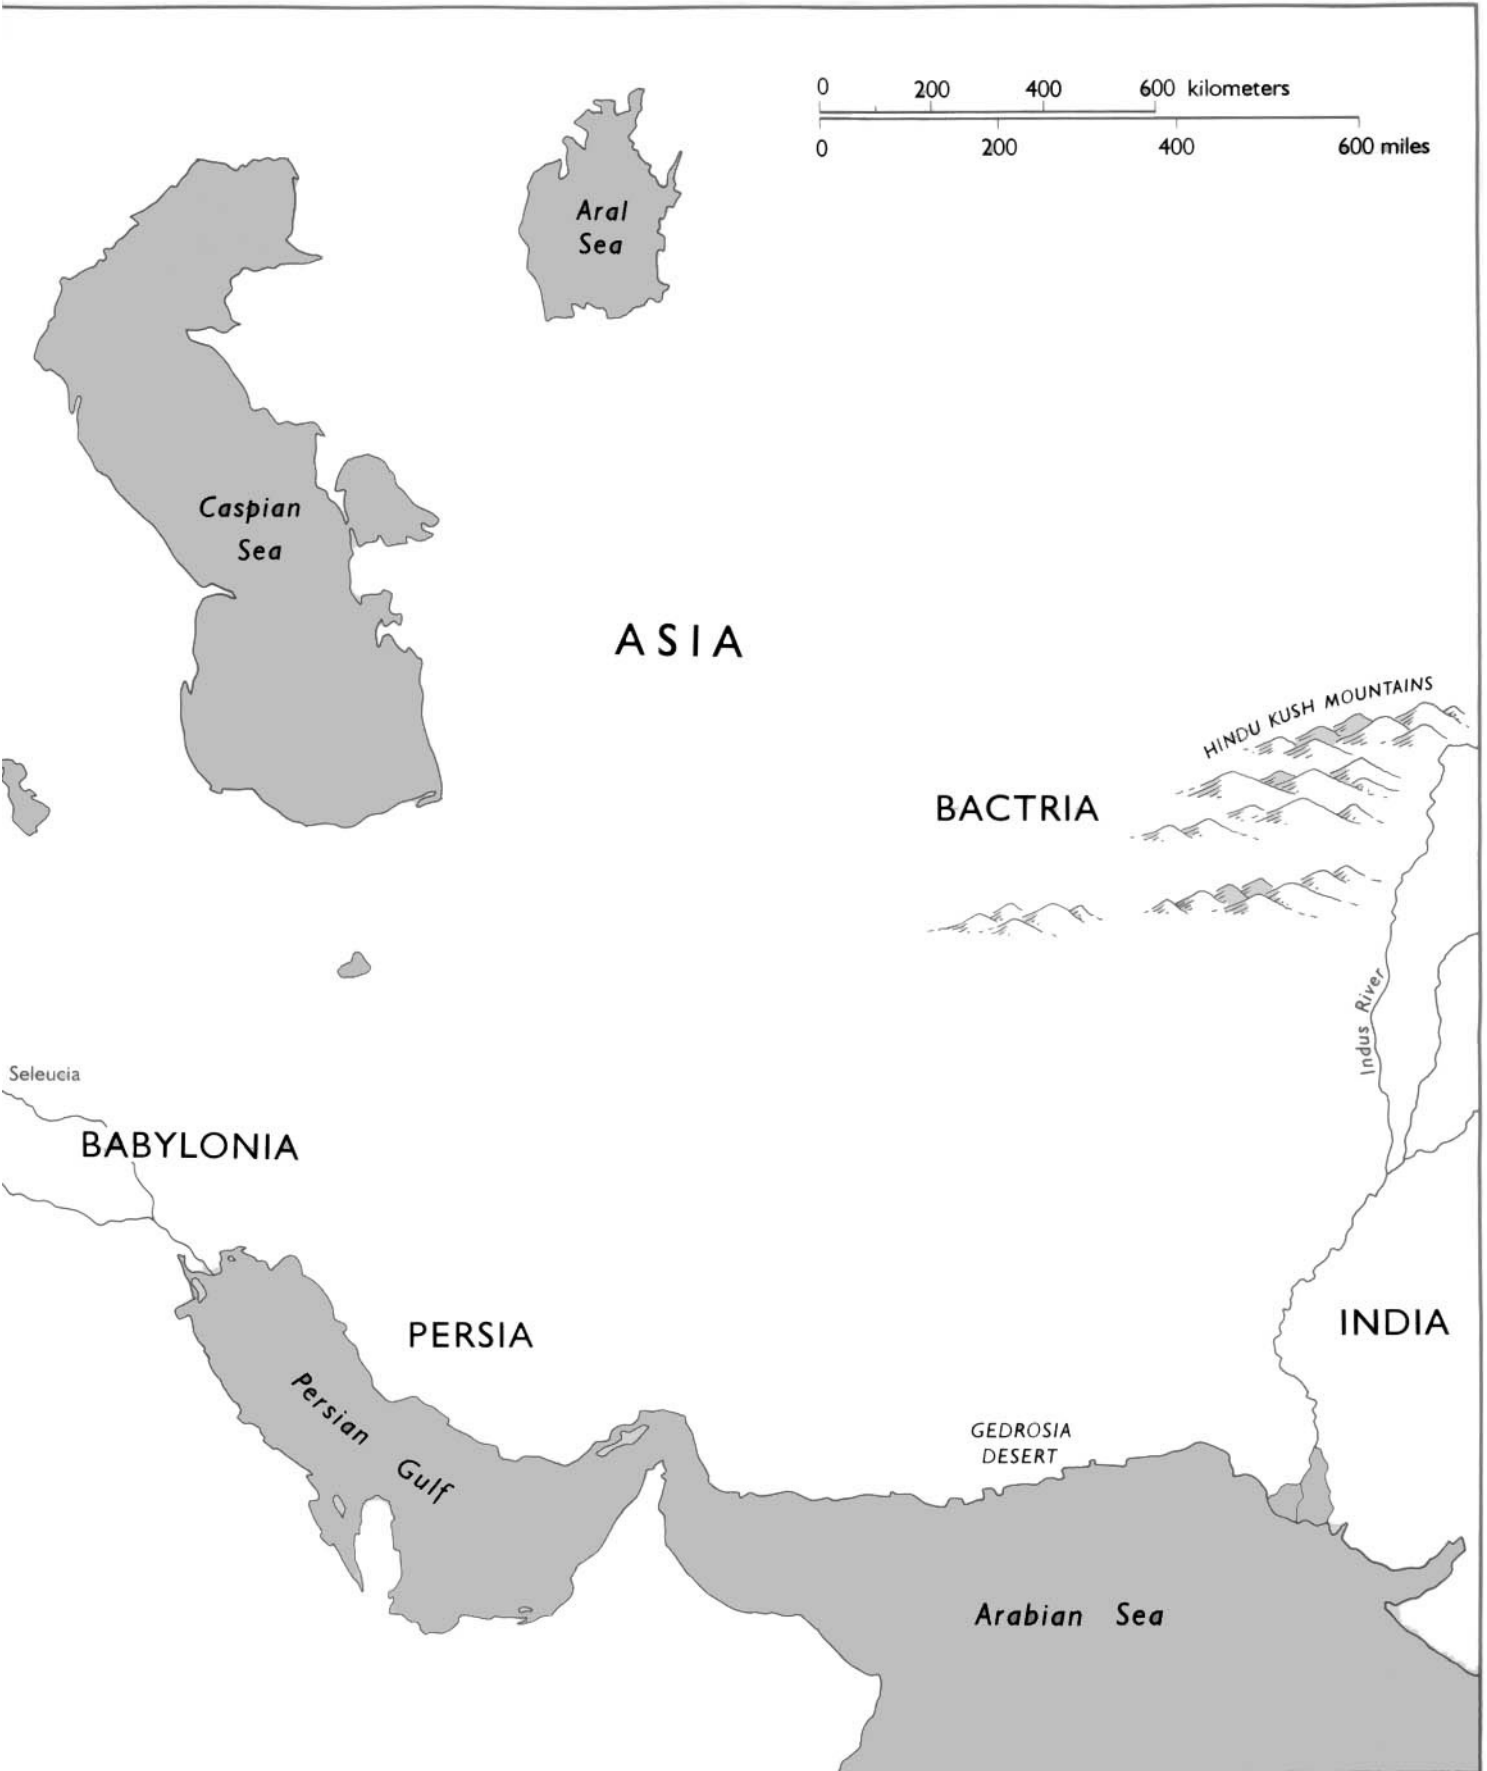 0 200 400 600 kilometers
0 200 400 600 miles
Aral
Sea
Caspian
Sea
ASIA
HINDU KUSH MOUNTAINS
BACTRIA
Indus River
Seleucia
BABYLONIA
PERSIA
INDIA
Persian
Gulf
GEDROSIA
DESERT
Arabian Sea